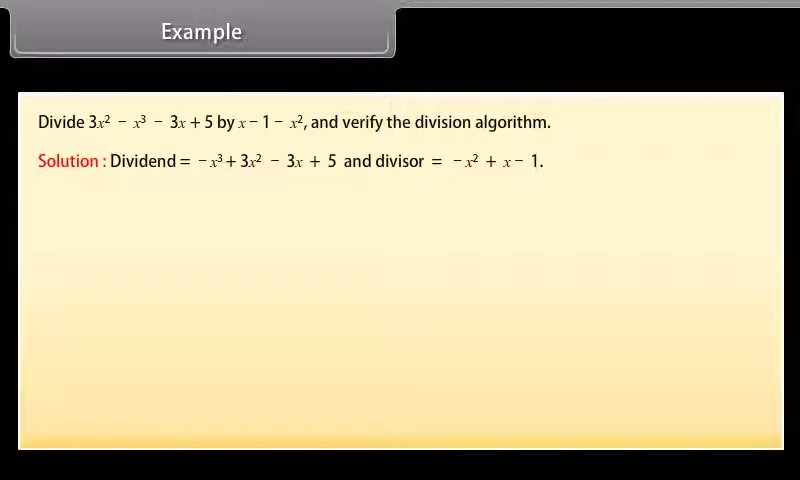 Example
Divide 3x² − x³ − 3x + 5 by x − 1 − x², and verify the division algorithm.
Solution : Dividend = − x³ + 3x² − 3x + 5 and divisor = − x² + x − 1.